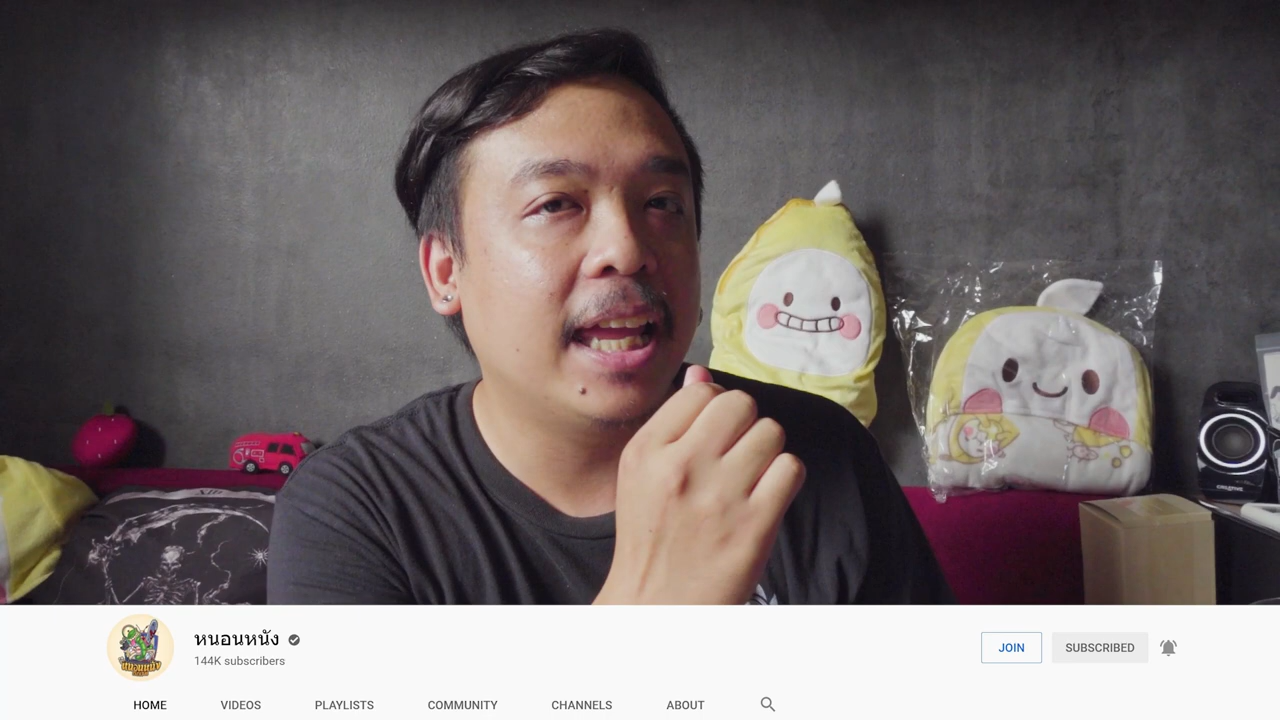 หนอนหนัง
144K subscribers
JOIN
SUBSCRIBED
HOME
VIDEOS
PLAYLISTS
COMMUNITY
CHANNELS
ABOUT